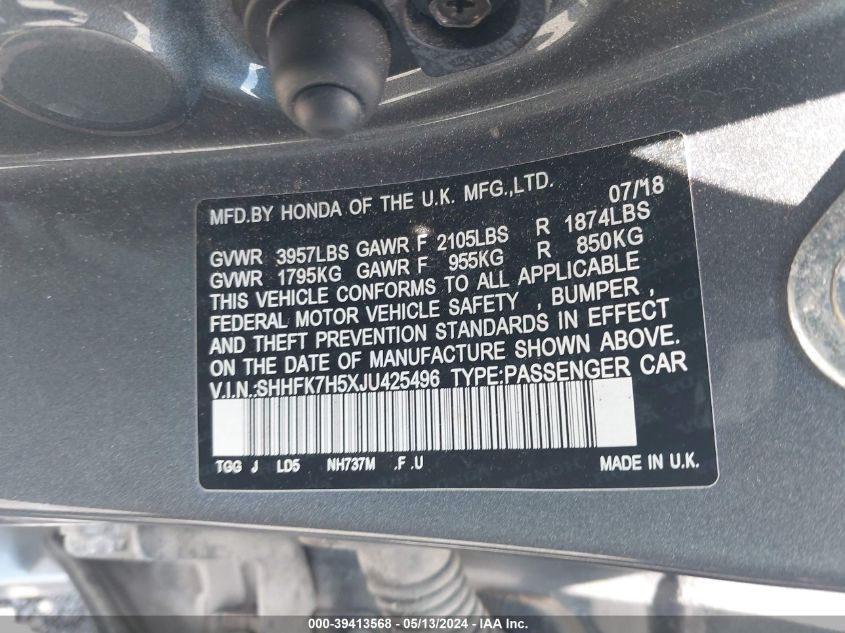 MFD.BY HONDA OF THE U.K. MFG.,LTD. 07/18
GVWR 3957LBS GAWR F 2105LBS R 1874LBS
GVWR 1795KG GAWR F 955KG R 850KG
THIS VEHICLE CONFORMS TO ALL APPLICABLE
FEDERAL MOTOR VEHICLE SAFETY , BUMPER ,
AND THEFT PREVENTION STANDARDS IN EFFECT
ON THE DATE OF MANUFACTURE SHOWN ABOVE.
V.I.N.:SHHFK7H5XJU425496 TYPE:PASSENGER CAR
TGG J LD5 NH737M .F .U MADE IN U.K.
000-39413568 - 05/13/2024 - IAA Inc.